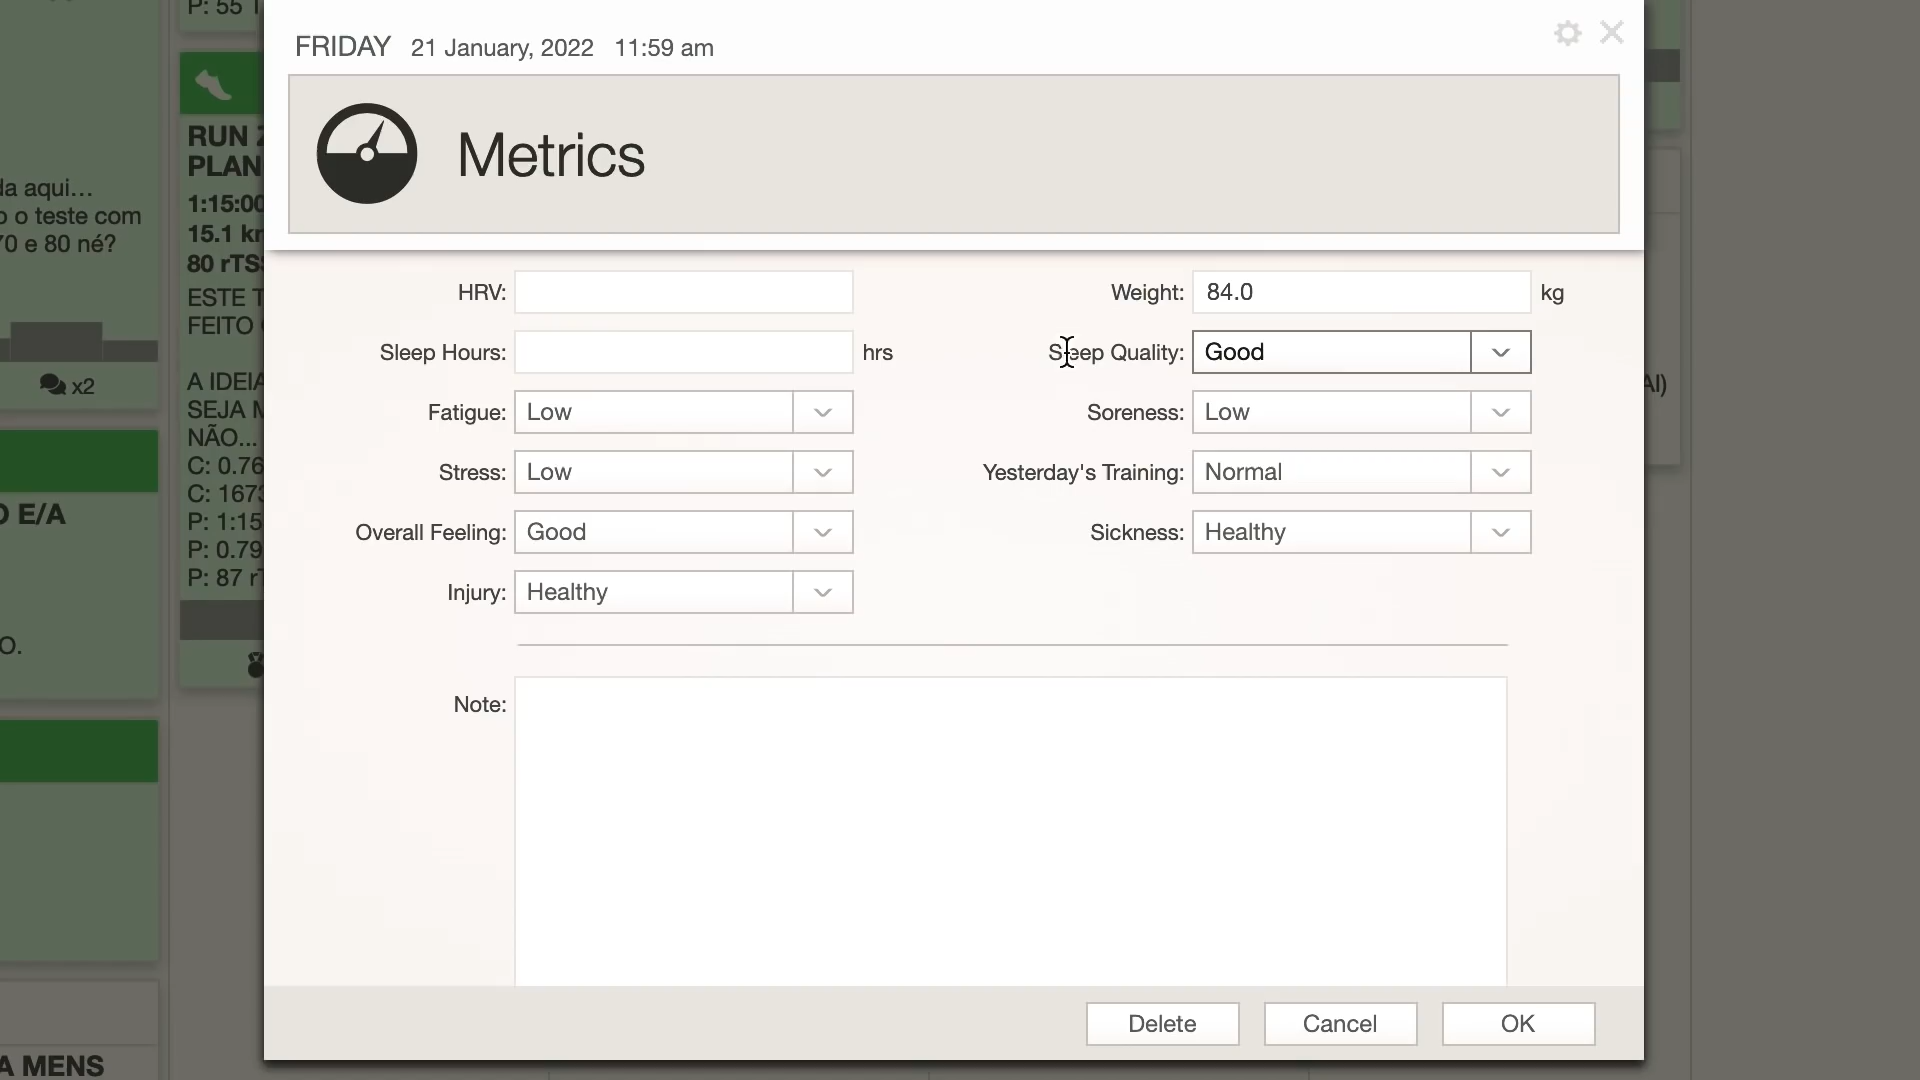 P: 55
FRIDAY 21 January, 2022 11:59 am
Metrics
HRV:
Weight: 84.0 kg
Sleep Hours: hrs
Sleep Quality: Good
Fatigue: Low
Soreness: Low
Stress: Low
Yesterday's Training: Normal
Overall Feeling: Good
Sickness: Healthy
Injury: Healthy
Note:
Delete Cancel OK
da aqui...
o o teste com
70 e 80 né?
x2
O E/A
O.
A MENS
RUN
PLAN
1:15:00
15.1
80
ESTE
FEITO
A IDEIA
SEJA
NÃO...
C: 0.76
C: 1673
P: 1:15
P: 0.79
P: 87
AI)